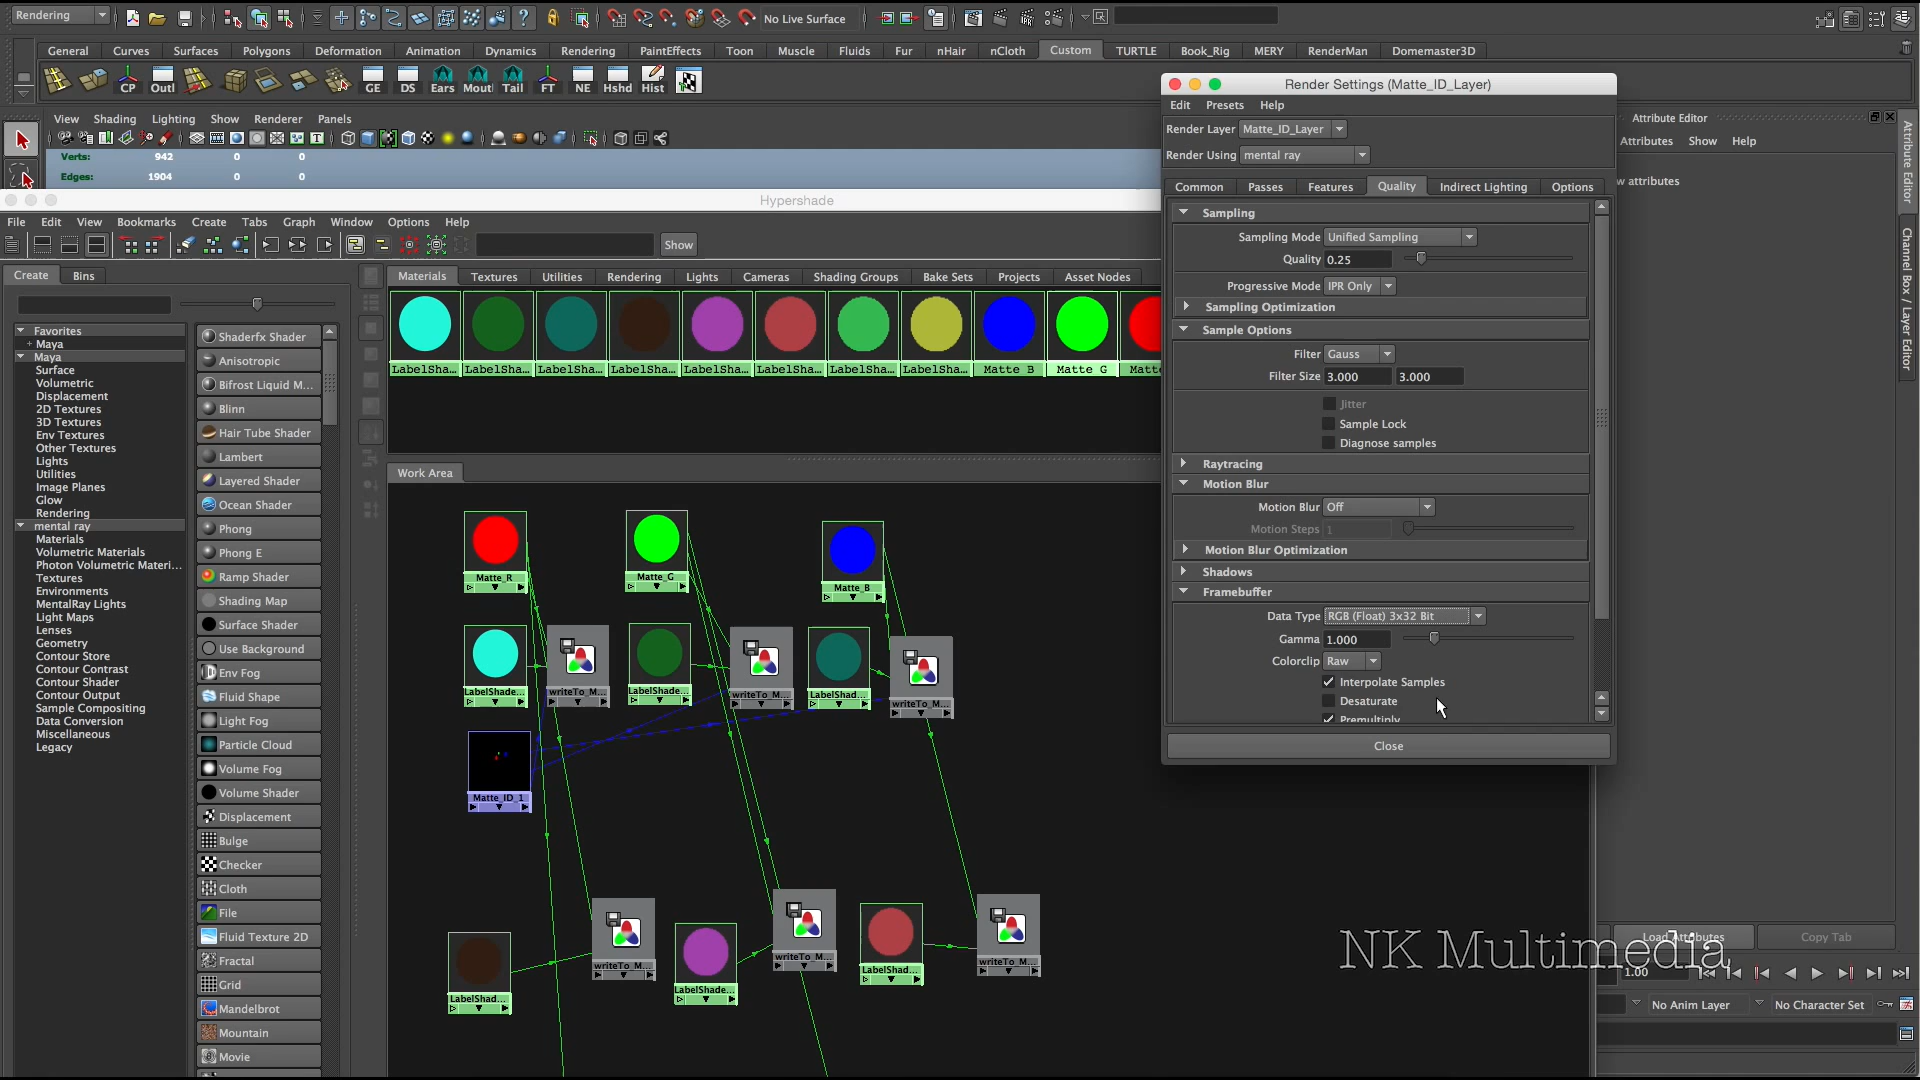 Rendering
No Live Surface
General Curves Surfaces Polygons Deformation Animation Dynamics Rendering PaintEffects Toon Muscle Fluids Fur nHair nCloth Custom TURTLE Book_Rig MERY RenderMan Domemaster3D
CP Outl GE DS Ears Mout Tail FT NE Hshd Hist
View Shading Lighting Show Renderer Panels
Verts: 942 0 0
Edges: 1904 0 0
Hypershade
File Edit View Bookmarks Create Tabs Graph Window Options Help
Show
Create Bins
Favorites
+ Maya
Maya
Surface
Volumetric
Displacement
2D Textures
3D Textures
Env Textures
Other Textures
Lights
Utilities
Image Planes
Glow
Rendering
mental ray
Materials
Volumetric Materials
Photon Volumetric Materi...
Textures
Environments
MentalRay Lights
Light Maps
Lenses
Geometry
Contour Store
Contour Contrast
Contour Shader
Contour Output
Sample Compositing
Data Conversion
Miscellaneous
Legacy
Shaderfx Shader
Anisotropic
Bifrost Liquid M...
Blinn
Hair Tube Shader
Lambert
Layered Shader
Ocean Shader
Phong
Phong E
Ramp Shader
Shading Map
Surface Shader
Use Background
Env Fog
Fluid Shape
Light Fog
Particle Cloud
Volume Fog
Volume Shader
Displacement
Bulge
Checker
Cloth
File
Fluid Texture 2D
Fractal
Grid
Mandelbrot
Mountain
Movie
Materials Textures Utilities Rendering Lights Cameras Shading Groups Bake Sets Projects Asset Nodes
LabelSha... LabelSha... LabelSha... LabelSha... LabelSha... LabelSha... LabelSha... LabelSha... Matte_B Matte_G Matte
Work Area
Matte_R Matte_G Matte_B
LabelShade... writeTo_M... LabelShade... writeTo_M... LabelShad... writeTo_M...
Matte_ID_1
LabelShad... writeTo_M... LabelShade... writeTo_M... LabelShad... writeTo_M...
Render Settings (Matte_ID_Layer)
Edit Presets Help
Render Layer Matte_ID_Layer
Render Using mental ray
Common Passes Features Quality Indirect Lighting Options
Sampling
Sampling Mode Unified Sampling
Quality 0.25
Progressive Mode IPR Only
Sampling Optimization
Sample Options
Filter Gauss
Filter Size 3.000 3.000
Jitter
Sample Lock
Diagnose samples
Raytracing
Motion Blur
Motion Blur Off
Motion Steps 1
Motion Blur Optimization
Shadows
Framebuffer
Data Type RGB (Float) 3x32 Bit
Gamma 1.000
Colorclip Raw
Interpolate Samples
Desaturate
Premultiply
Close
Attribute Editor
Attributes Show Help
w attributes
Attribute Editor
Channel Box / Layer Editor
Load Attributes Copy Tab
NK Multimedia
1.00
No Anim Layer No Character Set